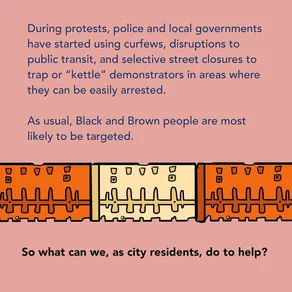 During protests, police and local governments
have started using curfews, disruptions to
public transit, and selective street closures to
trap or “kettle” demonstrators in areas where
they can be easily arrested.
As usual, Black and Brown people are most
likely to be targeted.
So what can we, as city residents, do to help?